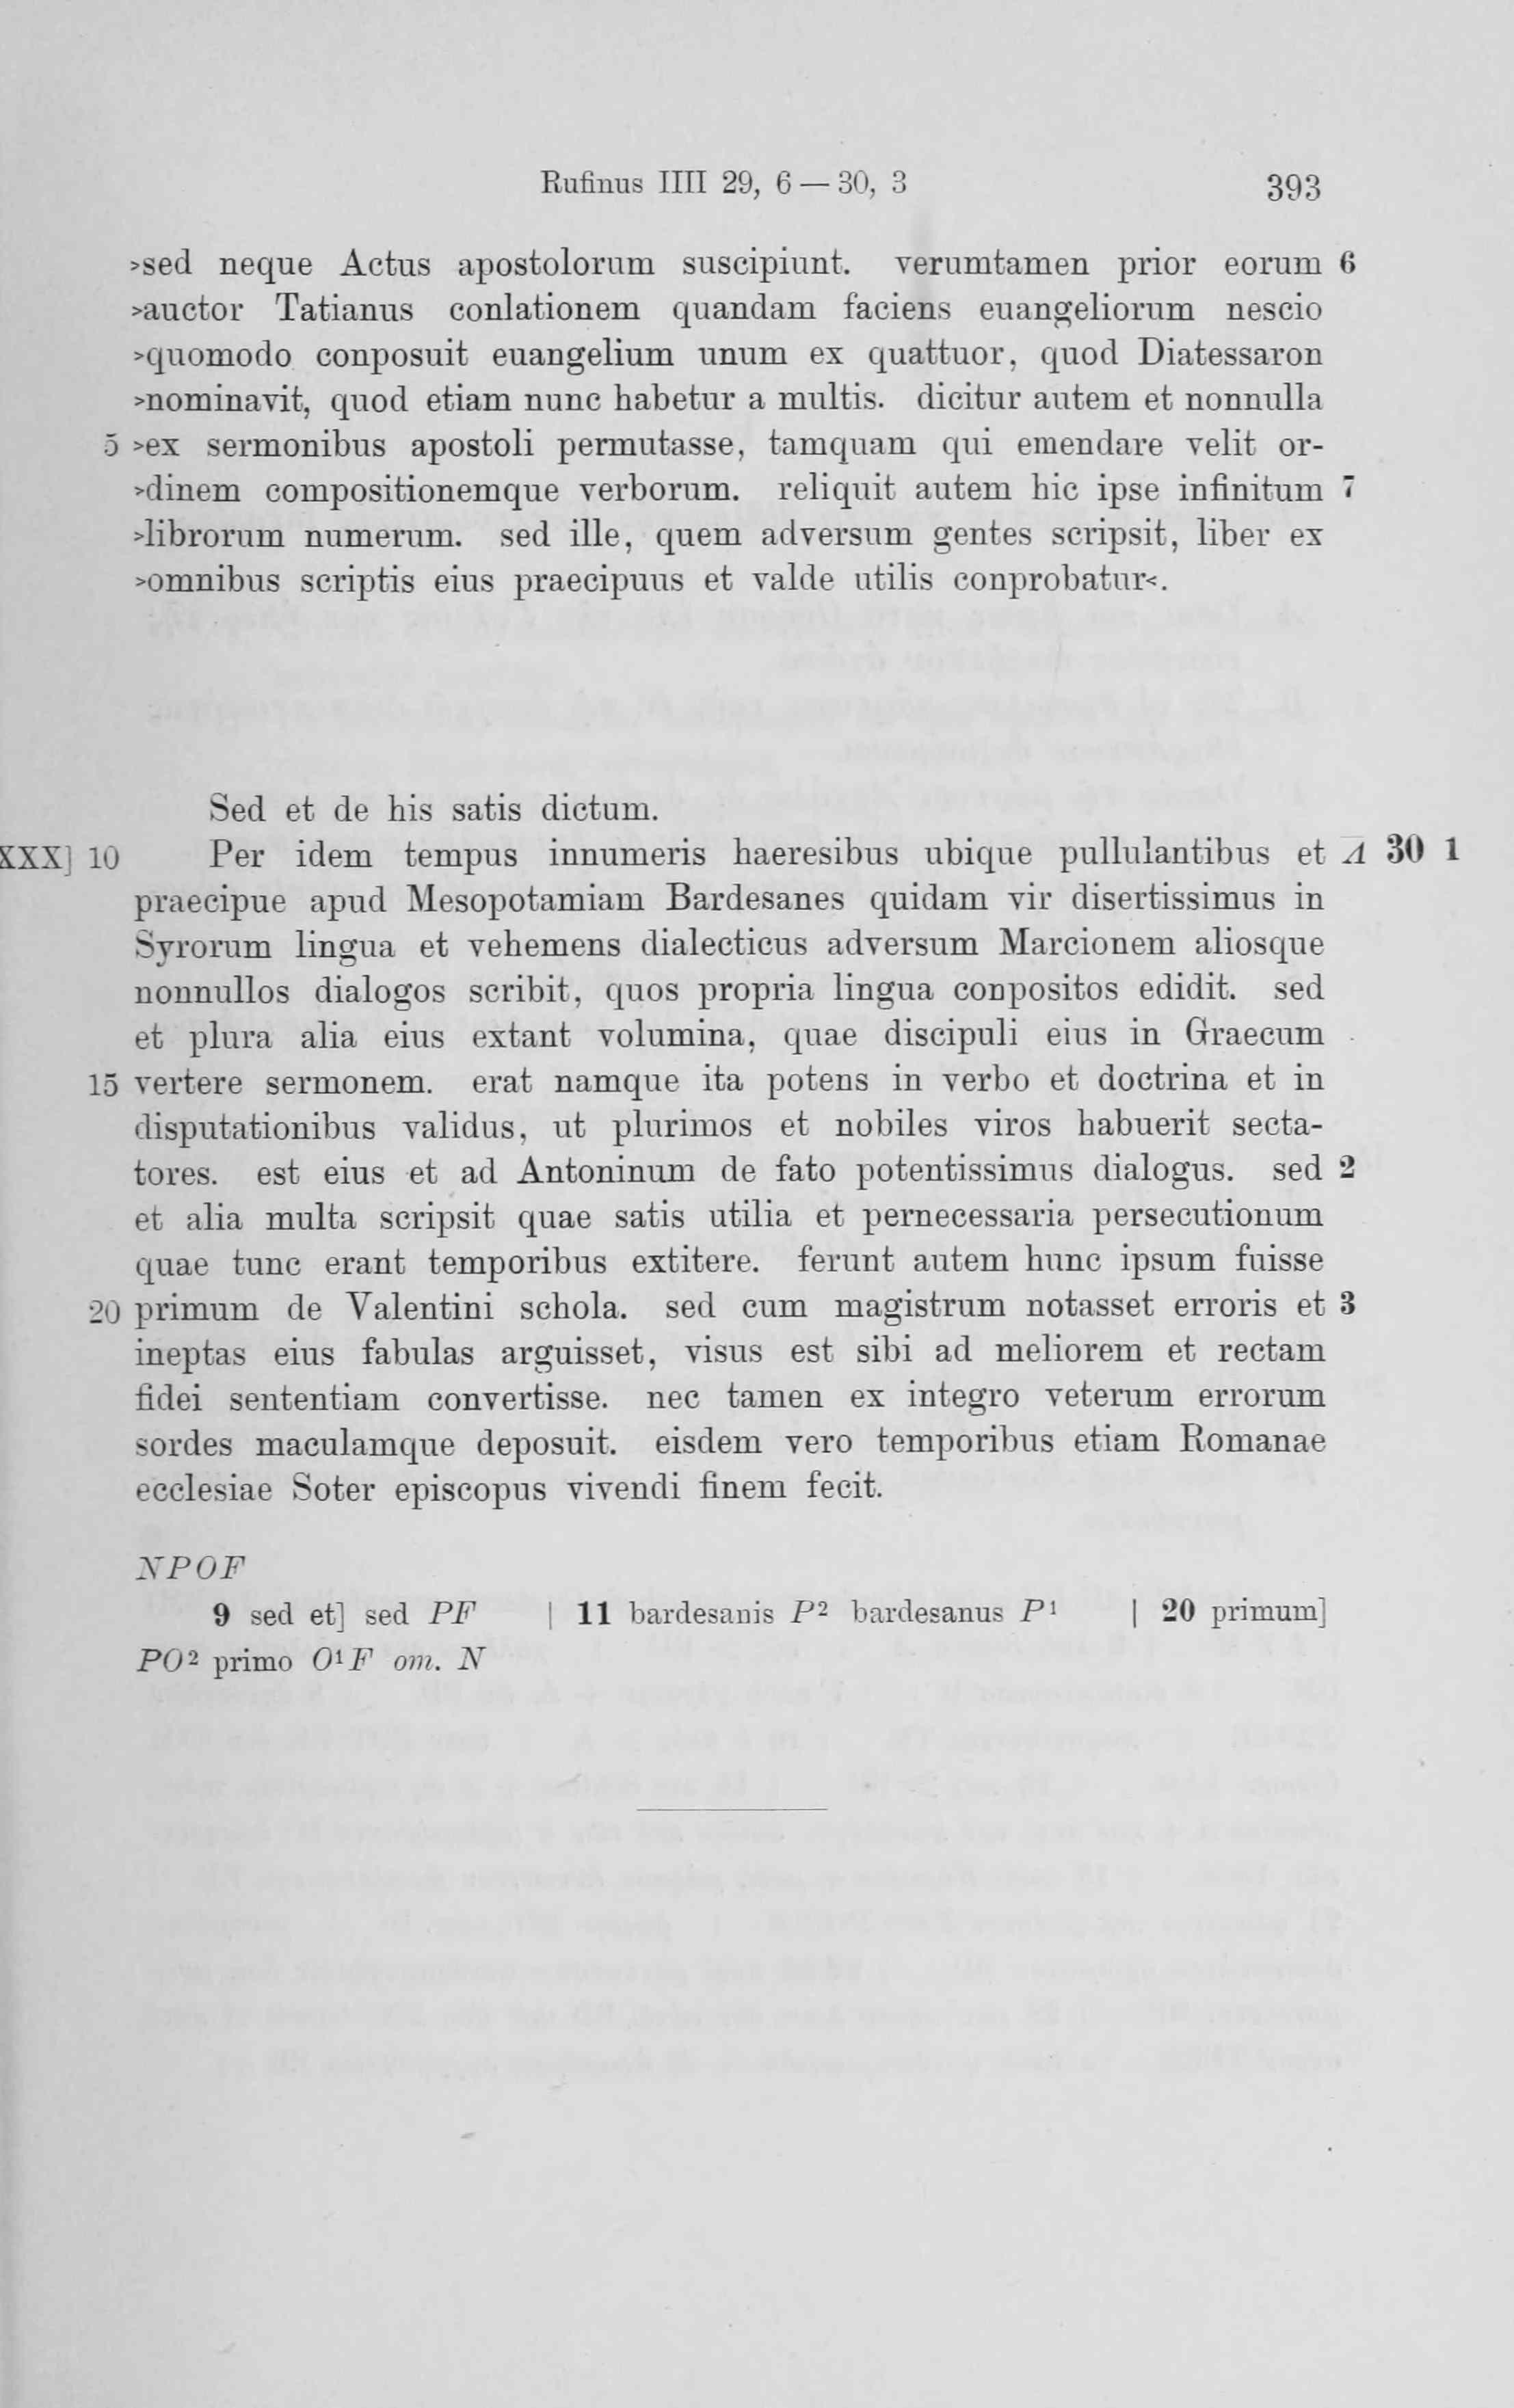 Rufinus IIII 29, 6 — 30, 3 393
>sed neque Actus apostolorum suscipiunt. verumtamen prior eorum 6
>auctor Tatianus conlationem quandam faciens euangeliorum nescio
>quomodo conposuit euangelium unum ex quattuor, quod Diatessaron
>nominavit, quod etiam nunc habetur a multis. dicitur autem et nonnulla
5 >ex sermonibus apostoli permutasse, tamquam qui emendare velit or-
>dinem compositionemque verborum. reliquit autem hic ipse infinitum 7
>librorum numerum. sed ille, quem adversum gentes scripsit, liber ex
>omnibus scriptis eius praecipuus et valde utilis conprobatur<.
Sed et de his satis dictum.
XXX] 10 Per idem tempus innumeris haeresibus ubique pullulantibus et Λ 30 1
praecipue apud Mesopotamiam Bardesanes quidam vir disertissimus in
Syrorum lingua et vehemens dialecticus adversum Marcionem aliosque
nonnullos dialogos scribit, quos propria lingua conpositos edidit. sed
et plura alia eius extant volumina, quae discipuli eius in Graecum
15 vertere sermonem. erat namque ita potens in verbo et doctrina et in
disputationibus validus, ut plurimos et nobiles viros habuerit secta-
tores. est eius et ad Antoninum de fato potentissimus dialogus. sed 2
et alia multa scripsit quae satis utilia et pernecessaria persecutionum
quae tunc erant temporibus extitere. ferunt autem hunc ipsum fuisse
20 primum de Valentini schola. sed cum magistrum notasset erroris et 3
ineptas eius fabulas arguisset, visus est sibi ad meliorem et rectam
fidei sententiam convertisse. nec tamen ex integro veterum errorum
sordes maculamque deposuit. eisdem vero temporibus etiam Romanae
ecclesiae Soter episcopus vivendi finem fecit.
NPOF
9 sed et] sed PF | 11 bardesanis P² bardesanus P¹ | 20 primum]
PO² primo O¹F om. N